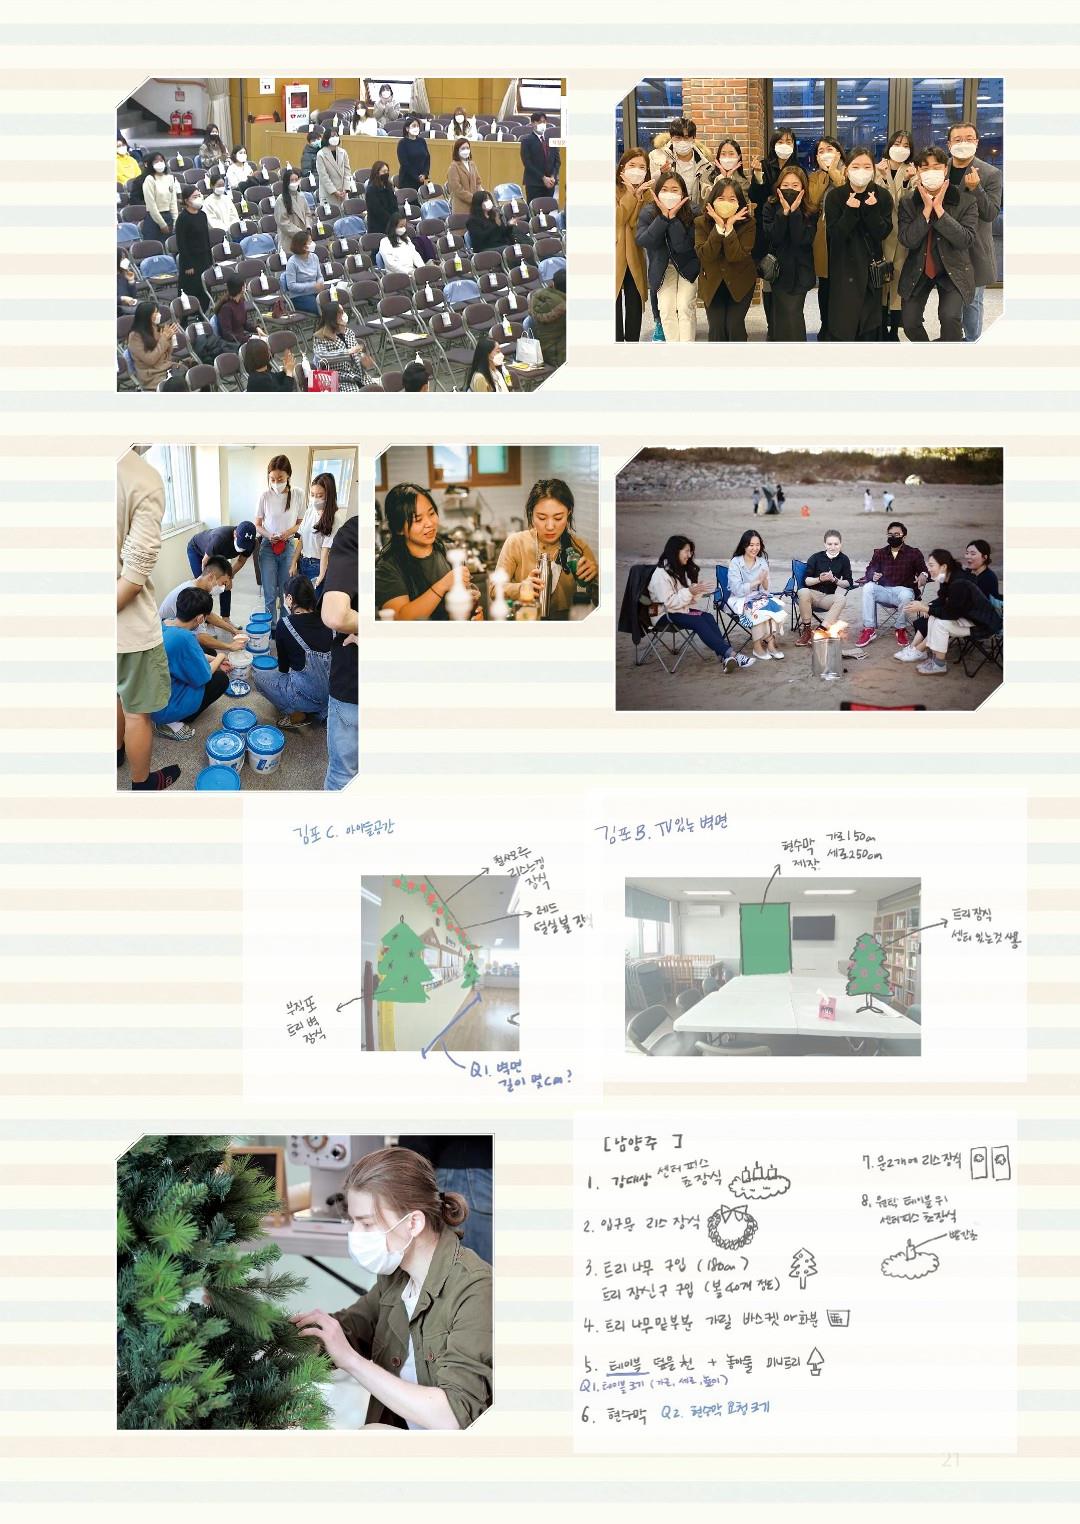 김포 C. 아이들공간
리스느낌
장식
레드
털실볼 장식
부직포
트리 벽
장식
Q1. 벽면
길이 몇cm?
김포 B. TV있는 벽면
현수막
제작.
가로150cm
세로250cm
트리장식
센터 있는것 사용
[남양주]
1. 강대상 센터피스
초장식
2. 입구문 리스 장식
3. 트리 나무 구입 (180cm)
트리 장신구 구입 (볼 40개 정도)
4. 트리 나무 밑부분 가릴 바스켓 or 화분
5. 테이블 덮을 천 + 놓아둘 미니트리
Q1. 테이블 크기 (가로, 세로, 높이)
6. 현수막 Q2. 현수막 요청 크기
7. 문2개에 리스장식
8. 원탁 테이블 위
센터피스 초장식
빨간초
21